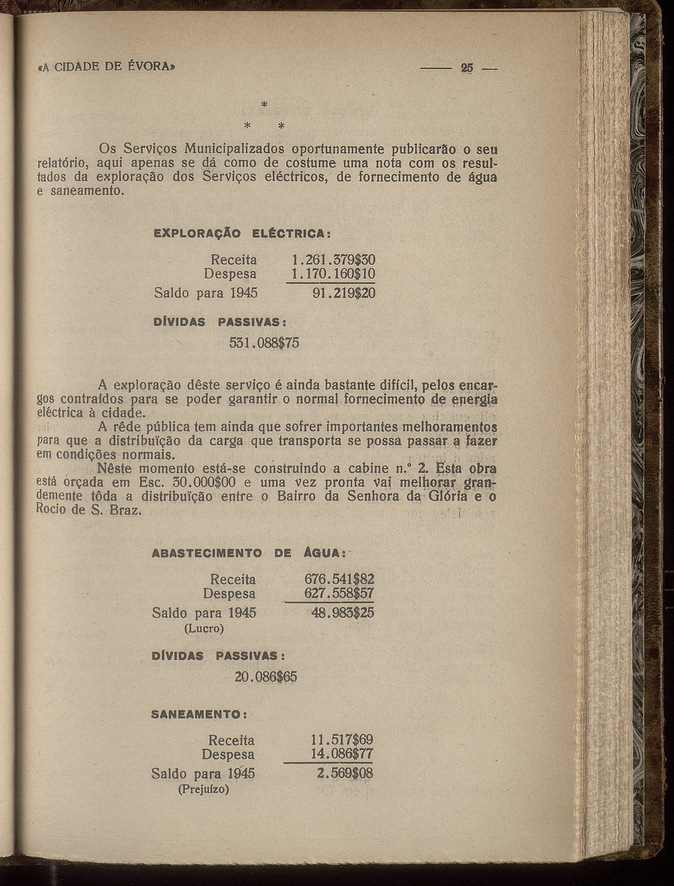 «A CIDADE DE ÉVORA» —— 25 —
*
* *
Os Serviços Municipalizados oportunamente publicarão o seu
relatório, aqui apenas se dá como de costume uma nota com os resul-
tados da exploração dos Serviços eléctricos, de fornecimento de água
e saneamento.
EXPLORAÇÃO ELÉCTRICA:
Receita 1.261.379$30
Despesa 1.170.160$10
Saldo para 1945 91.219$20
DÍVIDAS PASSIVAS:
531.088$75
A exploração dêste serviço é ainda bastante difícil, pelos encar-
gos contraídos para se poder garantir o normal fornecimento de energia
eléctrica à cidade.
A rêde pública tem ainda que sofrer importantes melhoramentos
para que a distribuïção da carga que transporta se possa passar a fazer
em condições normais.
Nêste momento está-se construindo a cabine n.º 2. Esta obra
está orçada em Esc. 30.000$00 e uma vez pronta vai melhorar gran-
demente tôda a distribuïção entre o Bairro da Senhora da Glória e o
Rocio de S. Braz.
ABASTECIMENTO DE ÁGUA:
Receita 676.541$82
Despesa 627.558$57
Saldo para 1945 48.983$25
(Lucro)
DÍVIDAS PASSIVAS:
20.086$65
SANEAMENTO:
Receita 11.517$69
Despesa 14.086$77
Saldo para 1945 2.569$08
(Prejuízo)